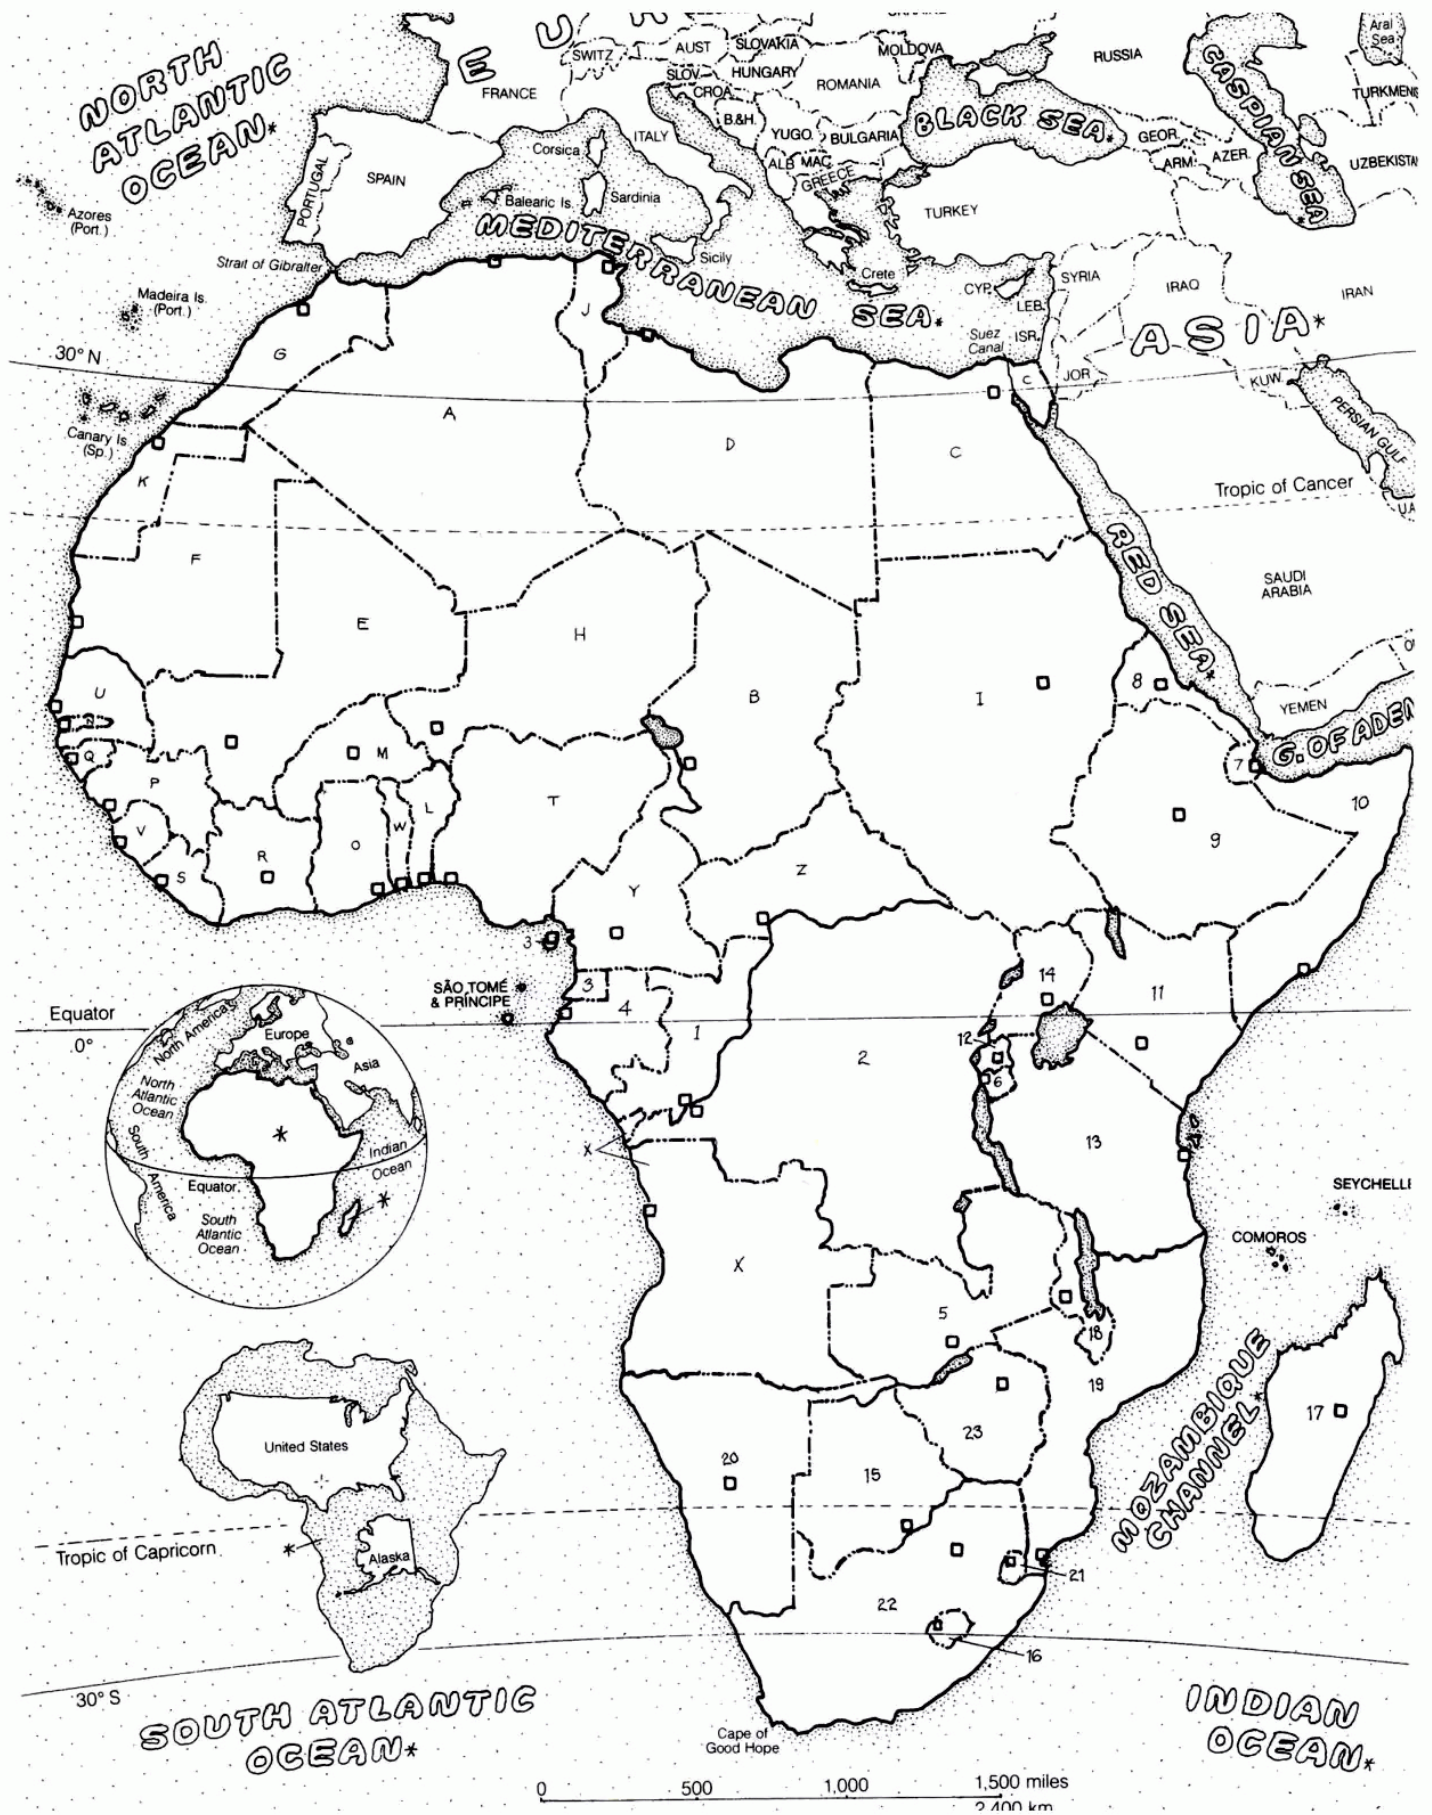 NORTH
ATLANTIC
OCEAN*
E U R
SWITZ
AUST
SLOVAKIA
MOLDOVA
RUSSIA
Aral
Sea
FRANCE
SLOV
HUNGARY
ROMANIA
CROA
B.&H.
YUGO.
BULGARIA
BLACK SEA*
CASPIAN SEA*
TURKMENIS
GEOR.
ARM.
AZER.
UZBEKISTAN
PORTUGAL
SPAIN
Corsica
ITALY
ALB
MAC.
GREECE
Azores
(Port.)
Balearic Is.
Sardinia
TURKEY
MEDITERRANEAN SEA*
Strait of Gibralter
Sicily
Crete
CYP.
SYRIA
IRAQ
IRAN
Madeira Is.
(Port.)
LEB.
Suez
Canal
ISR.
ASIA*
J
G
30° N
JOR
KUW.
C
PERSIAN GULF
Canary Is
(Sp.)
A
D
C
K
Tropic of Cancer
U.A
F
RED SEA*
SAUDI
ARABIA
E
H
O
U
B
I
8
YEMEN
G. OF ADEN
N
Q
M
7
P
T
10
L
V
W
R
O
9
S
Z
Y
3
SÃO TOMÉ
& PRÍNCIPE
3
4
14
11
Equator
0°
1
2
12
6
North America
Europe
Asia
North
Atlantic
Ocean
*
South
America
Indian
Ocean
Equator
*
South
Atlantic
Ocean
X
13
SEYCHELLE
COMOROS
X
5
18
19
MOZAMBIQUE
CHANNEL*
17
United States
20
23
15
Tropic of Capricorn
*
Alaska
21
22
16
30° S
SOUTH ATLANTIC
OCEAN*
Cape of
Good Hope
INDIAN
OCEAN*
0 500 1,000 1,500 miles
2,400 km